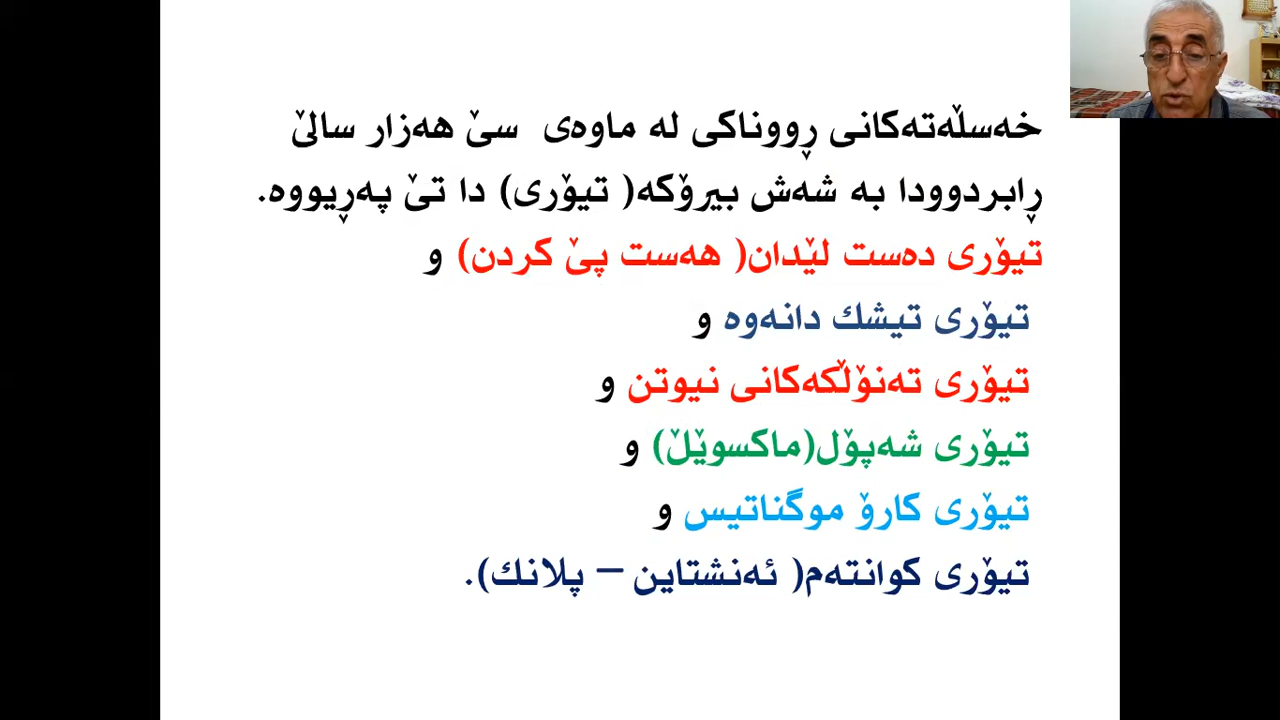 خەسڵەتەکانی ڕووناکی لە ماوەی سێ هەزار ساڵێ
ڕابردوودا بە شەش بیرۆکە( تیۆری) دا تێ پەڕیووە.
تیۆری دەست لێدان( هەست پێ کردن) و
تیۆری تیشك دانەوە و
تیۆری تەنۆڵکەکانی نیوتن و
تیۆری شەپۆل(ماکسوێڵ) و
تیۆری کارۆ موگناتیس و
تیۆری کوانتەم( ئەنشتاین – پلانك).